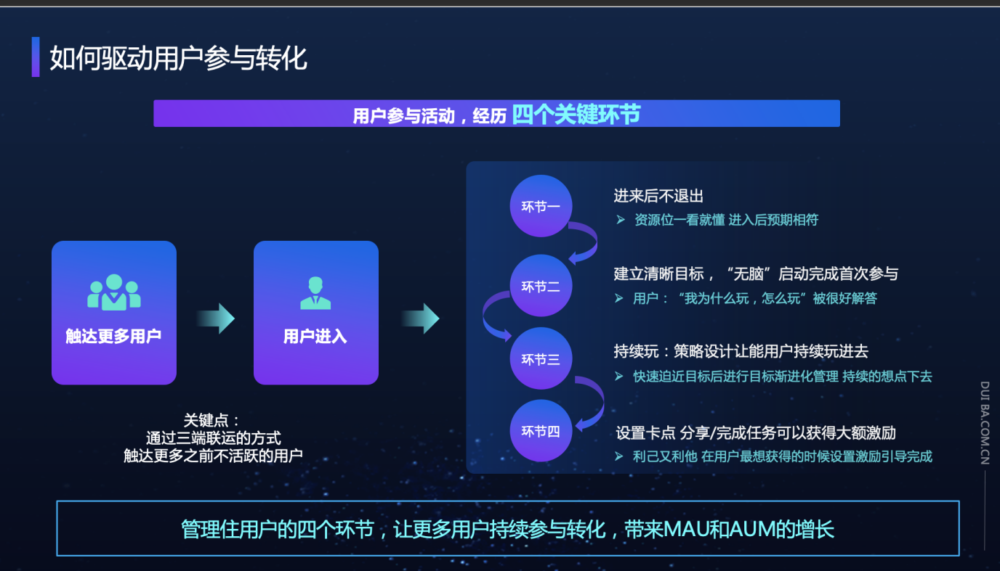 如何驱动用户参与转化
用户参与活动，经历 四个关键环节
触达更多用户
用户进入
关键点：
通过三端联运的方式
触达更多之前不活跃的用户
环节一
进来后不退出
➢ 资源位一看就懂 进入后预期相符
环节二
建立清晰目标，“无脑”启动完成首次参与
➢ 用户：“我为什么玩，怎么玩”被很好解答
环节三
持续玩：策略设计让能用户持续玩进去
➢ 快速迫近目标后进行目标渐进化管理 持续的想点下去
环节四
设置卡点 分享/完成任务可以获得大额激励
➢ 利己又利他 在用户最想获得的时候设置激励引导完成
管理住用户的四个环节，让更多用户持续参与转化，带来MAU和AUM的增长
DUI BA.COM.CN